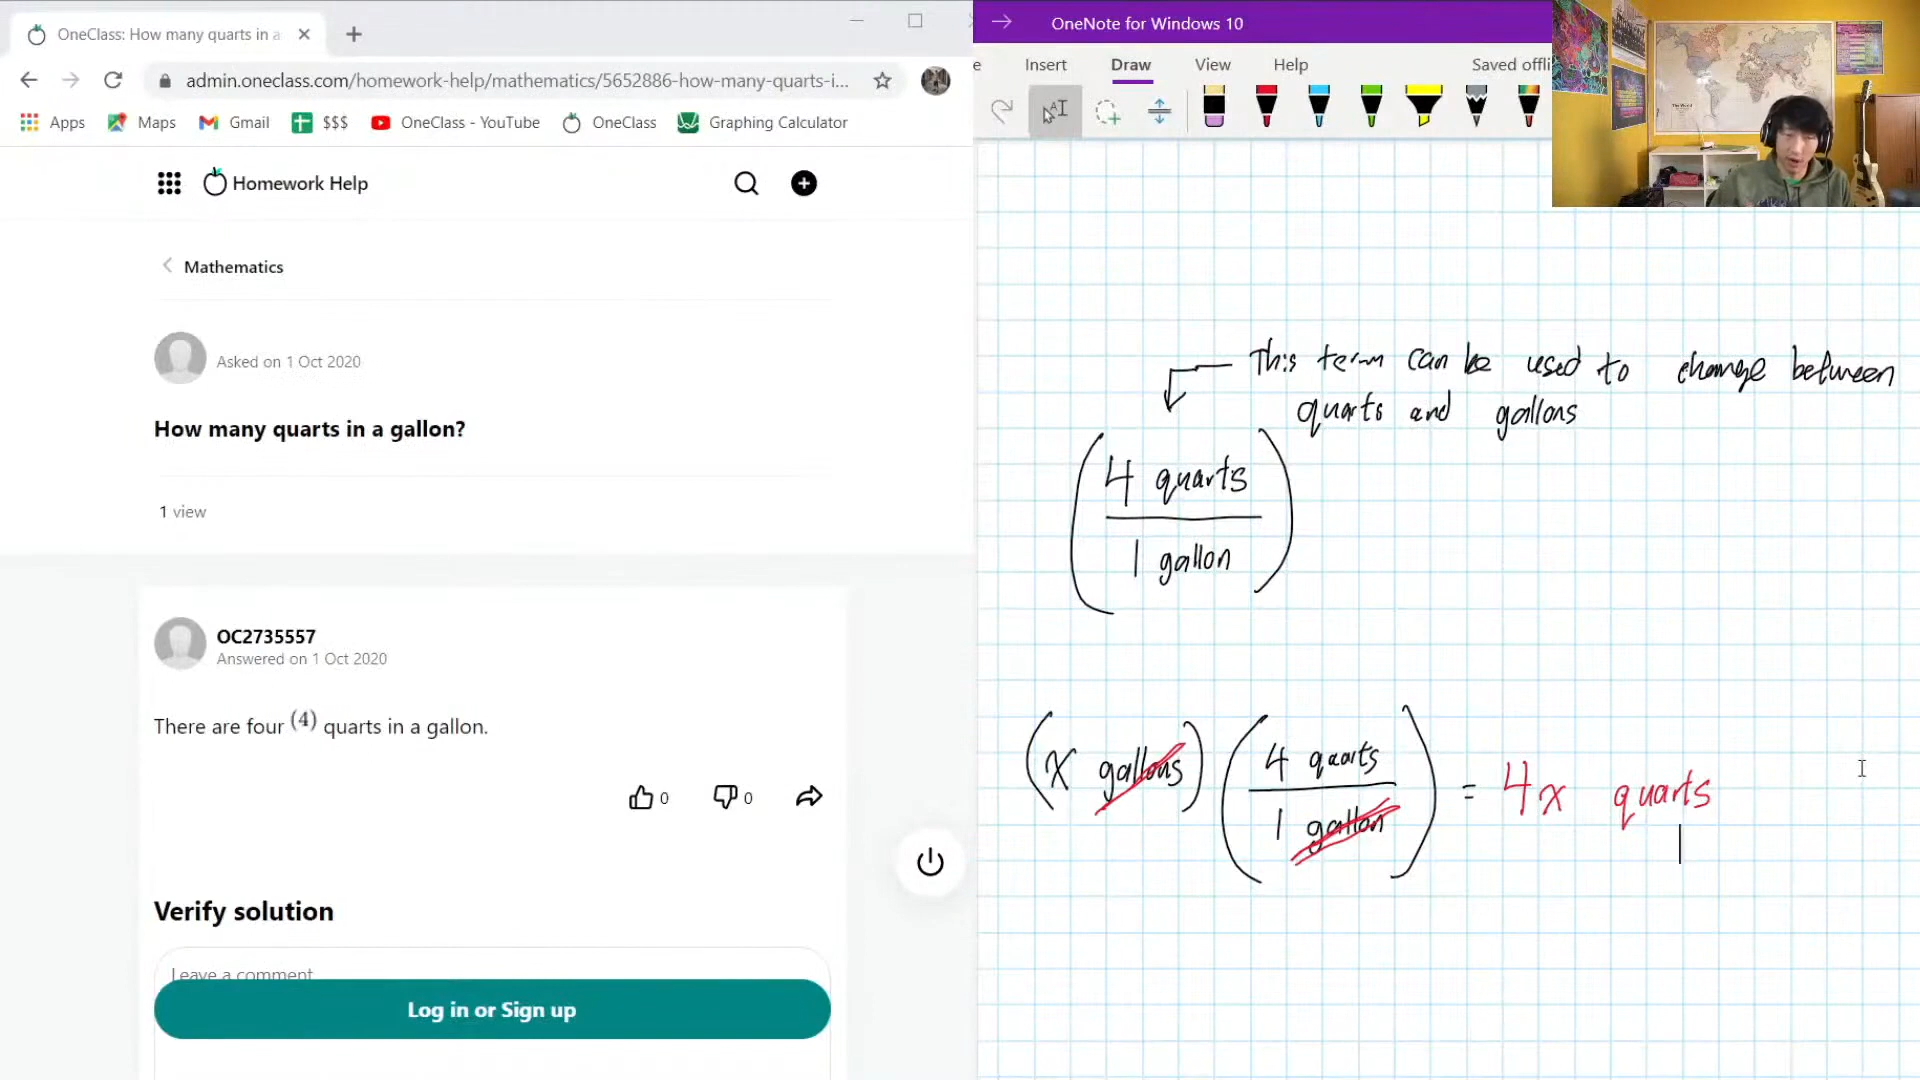 OneClass: How many quarts in a
admin.oneclass.com/homework-help/mathematics/5652886-how-many-quarts-i...
Apps Maps Gmail $$$ OneClass - YouTube OneClass Graphing Calculator
Homework Help
Mathematics
Asked on 1 Oct 2020
How many quarts in a gallon?
1 view
OC2735557
Answered on 1 Oct 2020
There are four (4) quarts in a gallon.
0 0
Verify solution
Leave a comment
Log in or Sign up
OneNote for Windows 10
e Insert Draw View Help Saved offli
This term can be used to change between
quarts and gallons
(4 quarts
1 gallon)
(x gallons) (4 quarts / 1 gallon) = 4x quarts